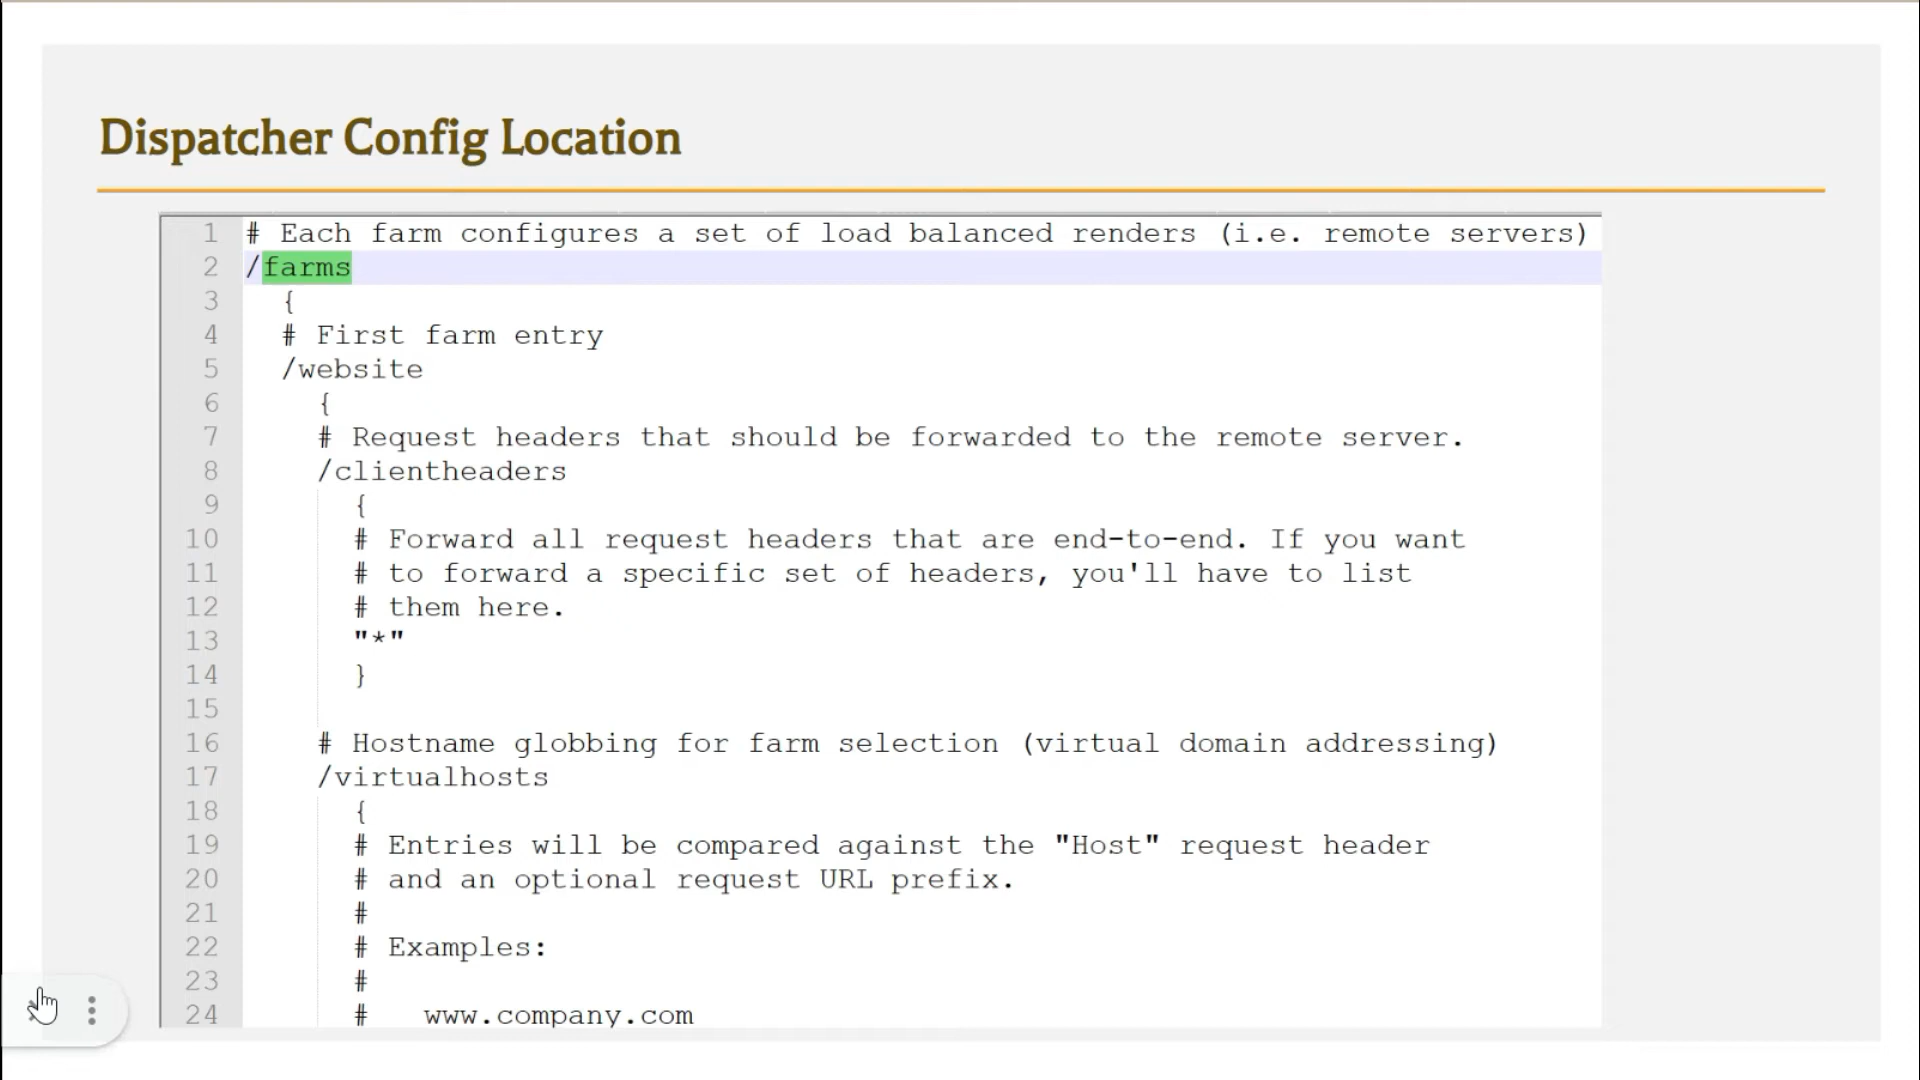 Dispatcher Config Location
1 # Each farm configures a set of load balanced renders (i.e. remote servers)
2 /farms
3 {
4 # First farm entry
5 /website
6 {
7 # Request headers that should be forwarded to the remote server.
8 /clientheaders
9 {
10 # Forward all request headers that are end-to-end. If you want
11 # to forward a specific set of headers, you'll have to list
12 # them here.
13 "*"
14 }
15
16 # Hostname globbing for farm selection (virtual domain addressing)
17 /virtualhosts
18 {
19 # Entries will be compared against the "Host" request header
20 # and an optional request URL prefix.
21 #
22 # Examples:
23 #
24 # www.company.com